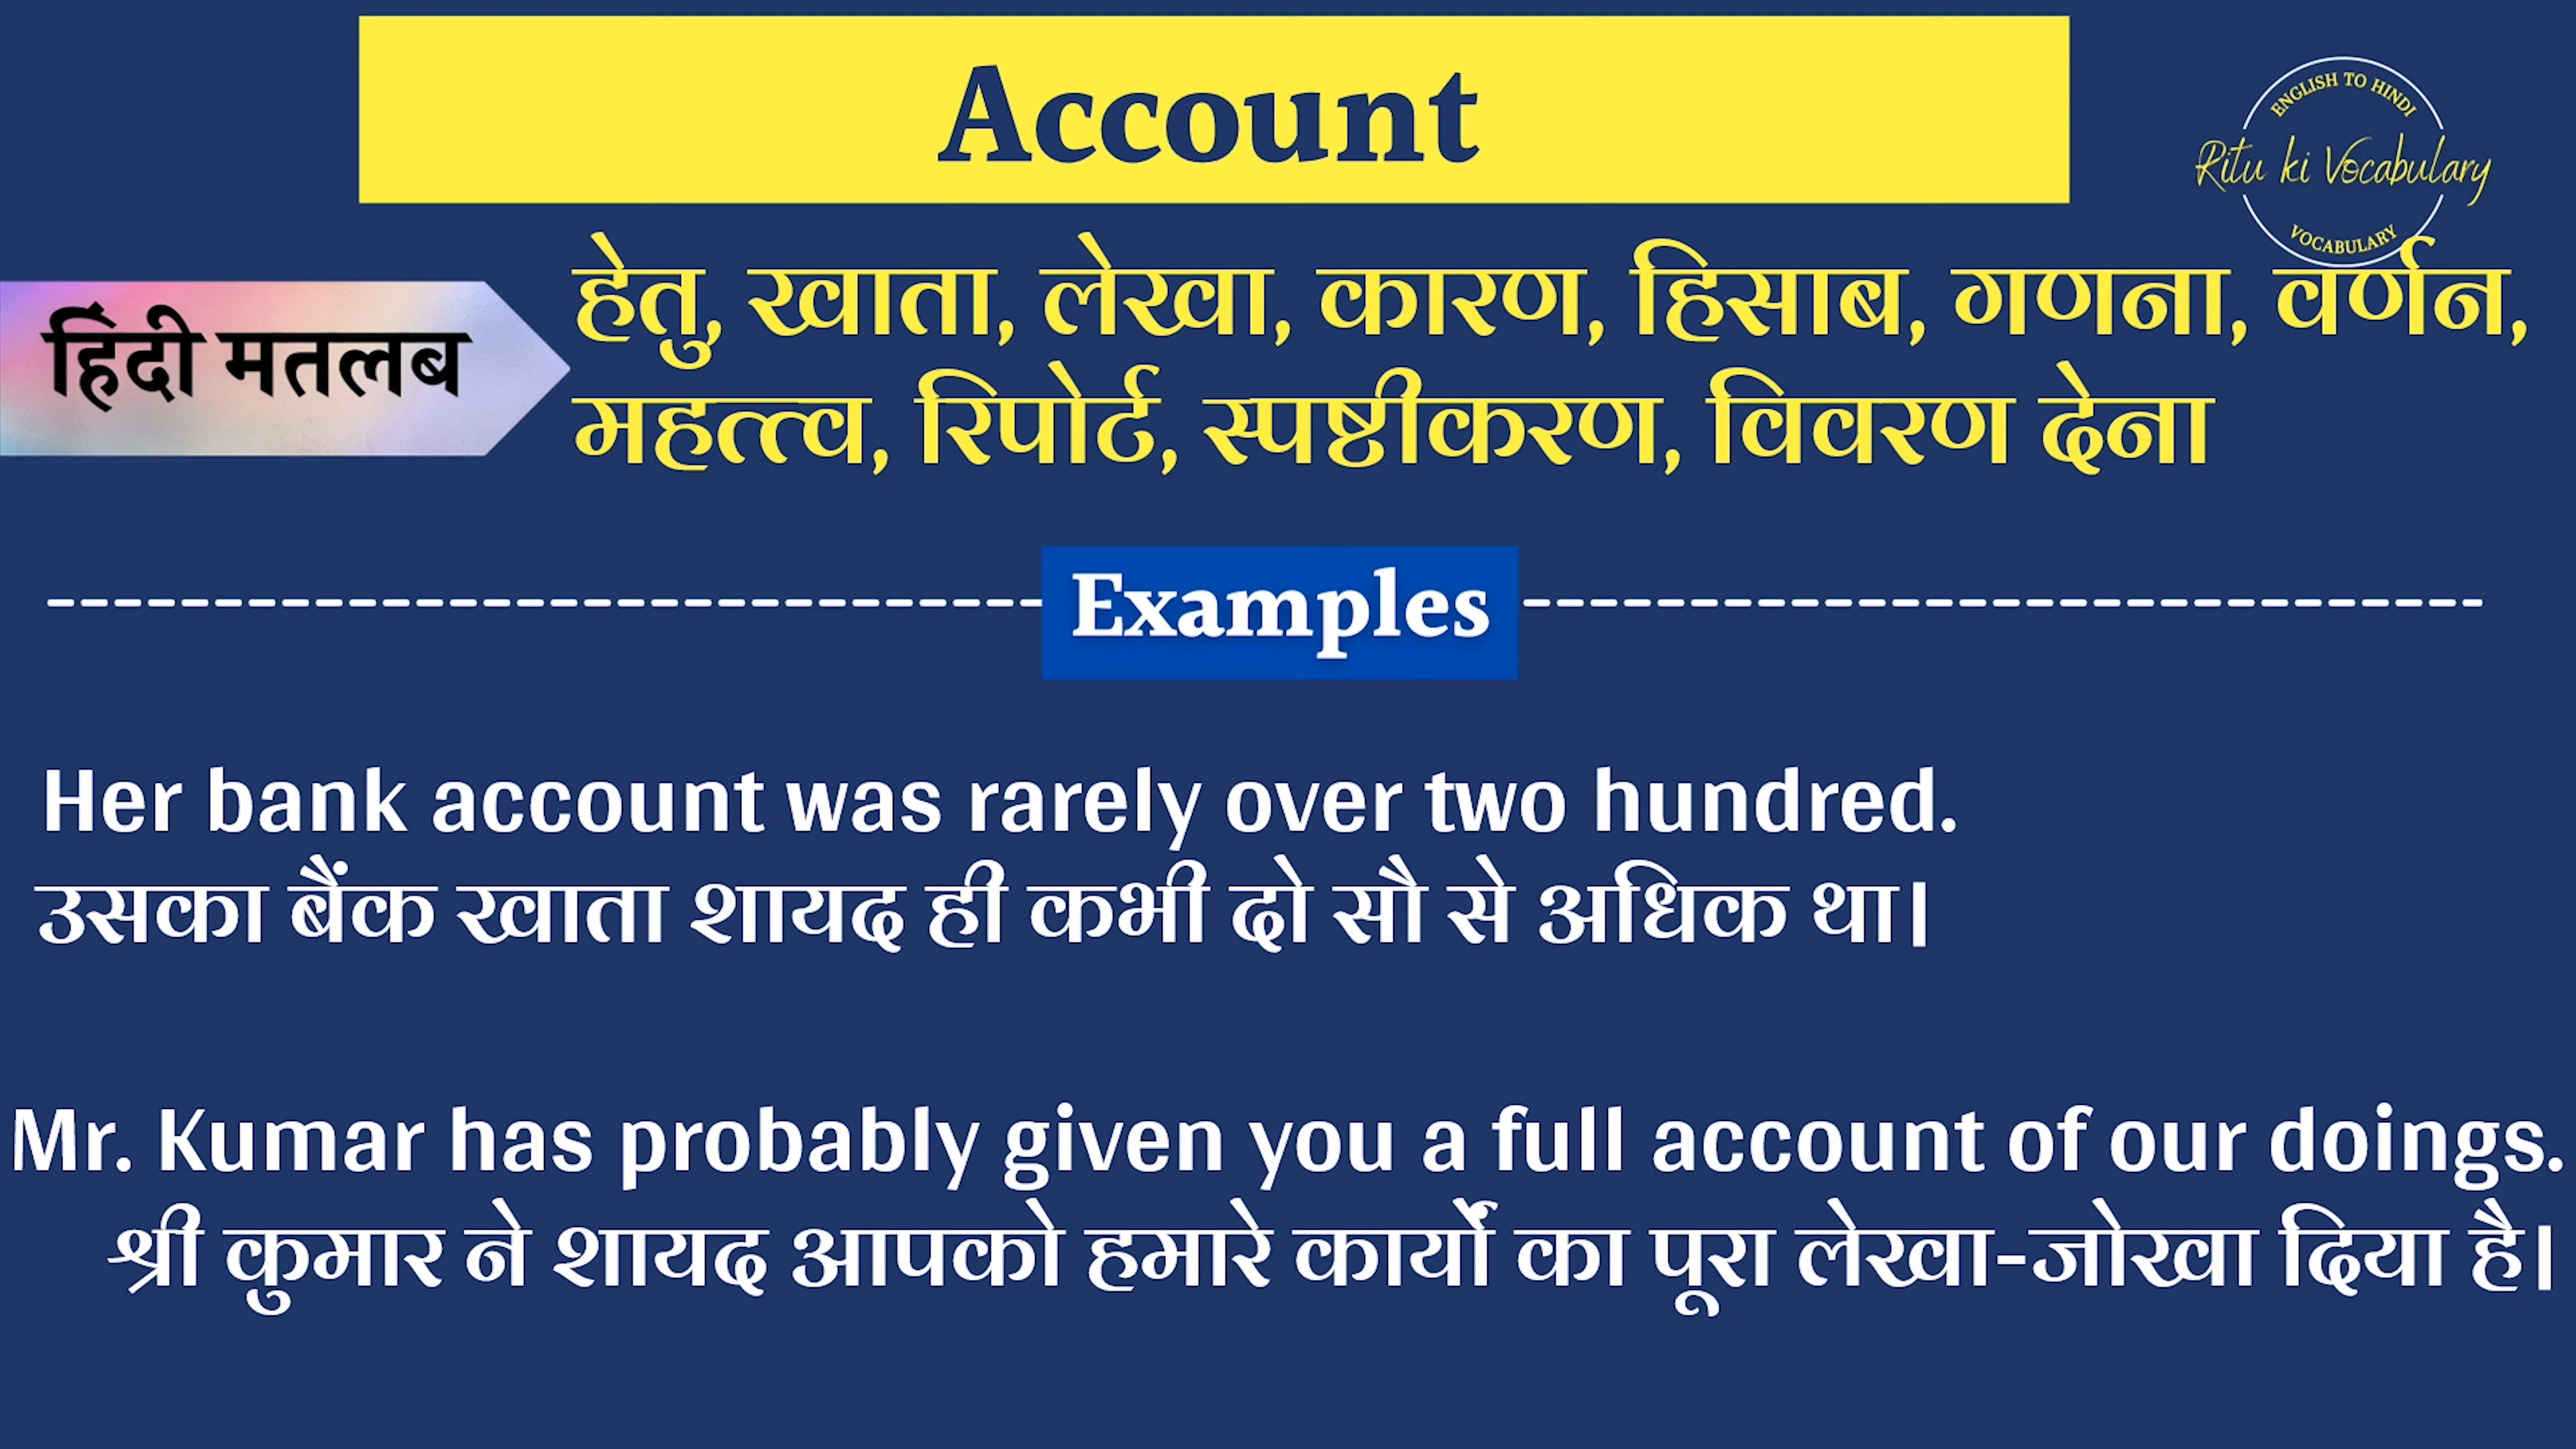 Account
ENGLISH TO HINDI
Ritu ki Vocabulary
VOCABULARY
हिंदी मतलब
हेतु, खाता, लेखा, कारण, हिसाब, गणना, वर्णन,
महत्त्व, रिपोर्ट, स्पष्टीकरण, विवरण देना
Examples
Her bank account was rarely over two hundred.
उसका बैंक खाता शायद ही कभी दो सौ से अधिक था।
Mr. Kumar has probably given you a full account of our doings.
श्री कुमार ने शायद आपको हमारे कार्यों का पूरा लेखा-जोखा दिया है।